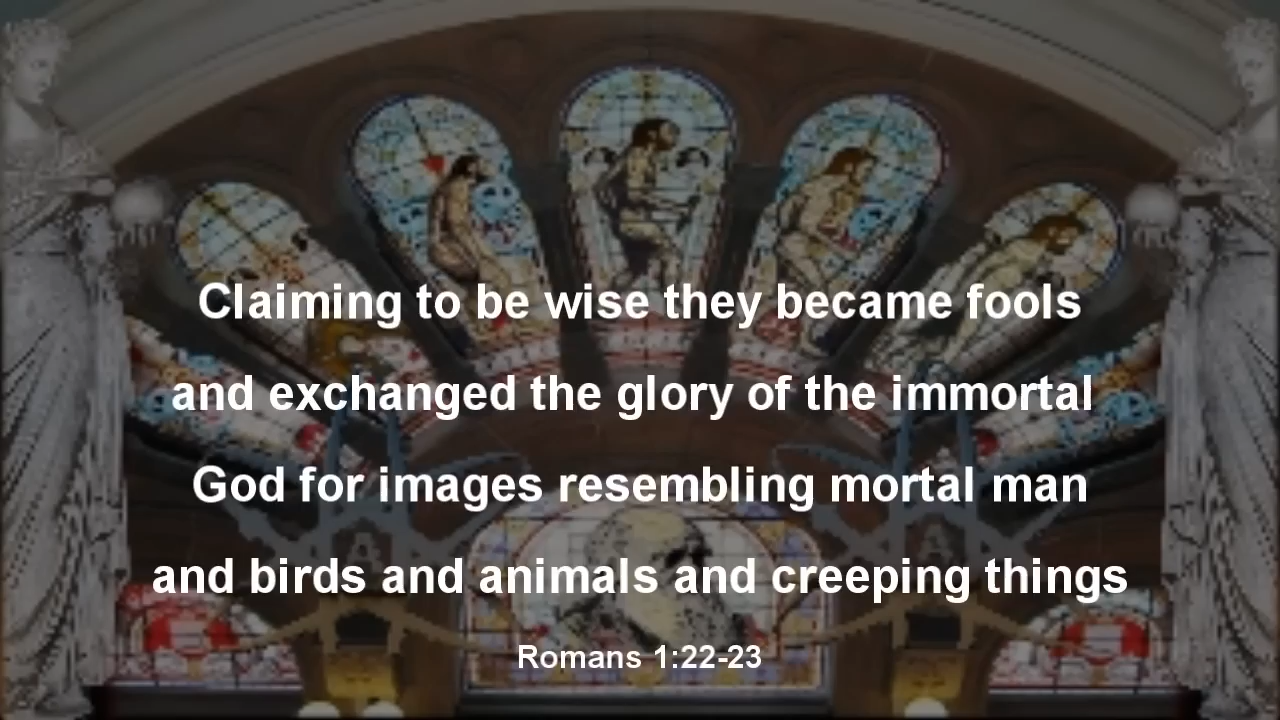 Claiming to be wise they became fools
and exchanged the glory of the immortal
God for images resembling mortal man
and birds and animals and creeping things
Romans 1:22-23